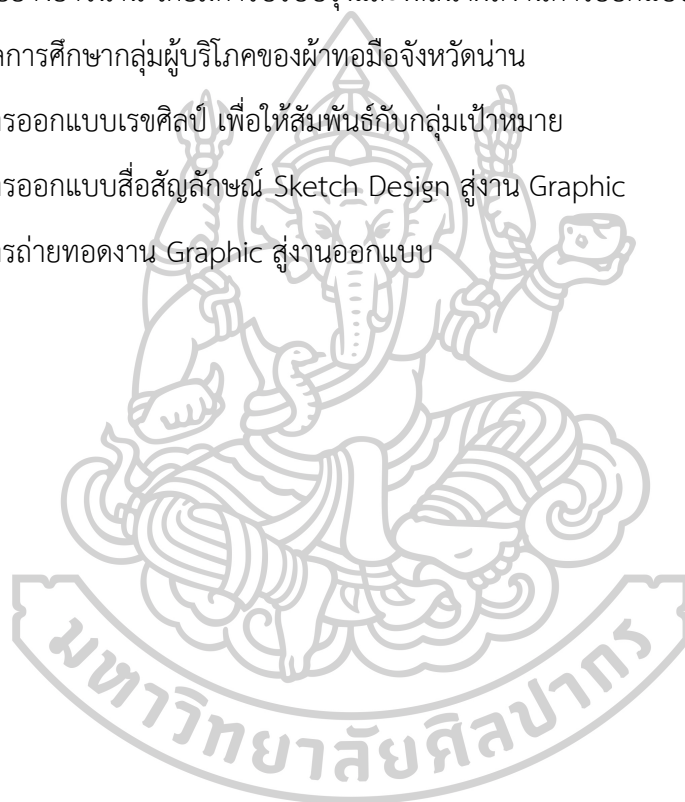 การศึกษากลุ่มผู้บริโภคของผ้าทอมือจังหวัดน่าน
รออกแบบเรขศิลป์ เพื่อให้สัมพันธ์กับกลุ่มเป้าหมาย
รออกแบบสื่อสัญลักษณ์ Sketch Design สู่งาน Graphic
รถ่ายทอดงาน Graphic สู่งานออกแบบ
มหาวิทยาลัยศิลปากร